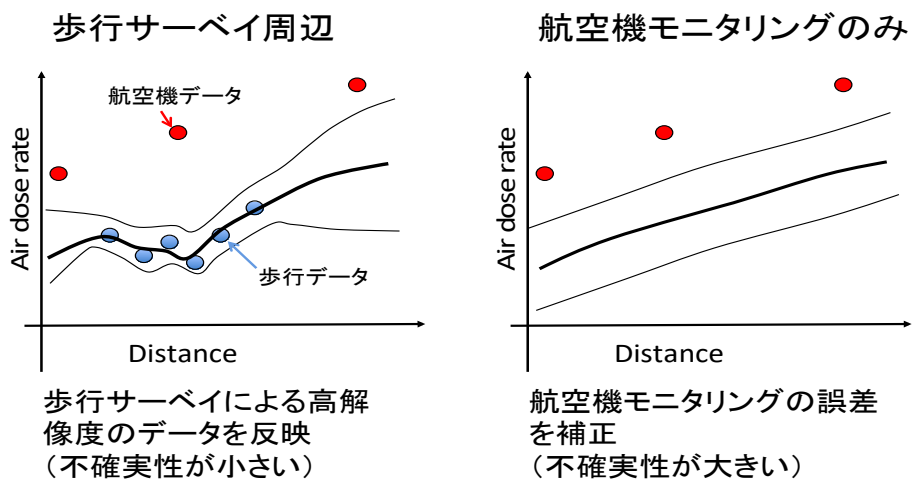 歩行サーベイ周辺
航空機データ
Air dose rate
歩行データ
Distance
歩行サーベイによる高解
像度のデータを反映
（不確実性が小さい）
航空機モニタリングのみ
Air dose rate
Distance
航空機モニタリングの誤差
を補正
（不確実性が大きい）